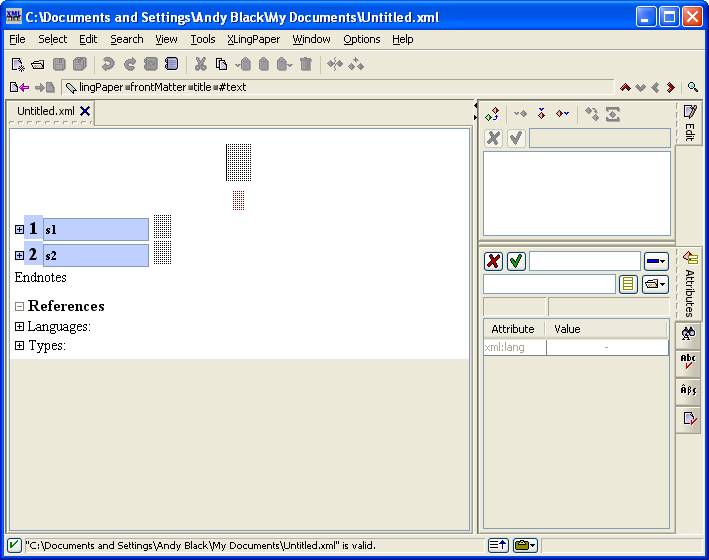 C:\Documents and Settings\Andy Black\My Documents\Untitled.xml
File Select Edit Search View Tools XLingPaper Window Options Help
lingPaper frontMatter title #text
Untitled.xml
1 s1
2 s2
Endnotes
References
Languages:
Types:
Edit
Attributes
Attribute Value
xml:lang -
Abc
"C:\Documents and Settings\Andy Black\My Documents\Untitled.xml" is valid.